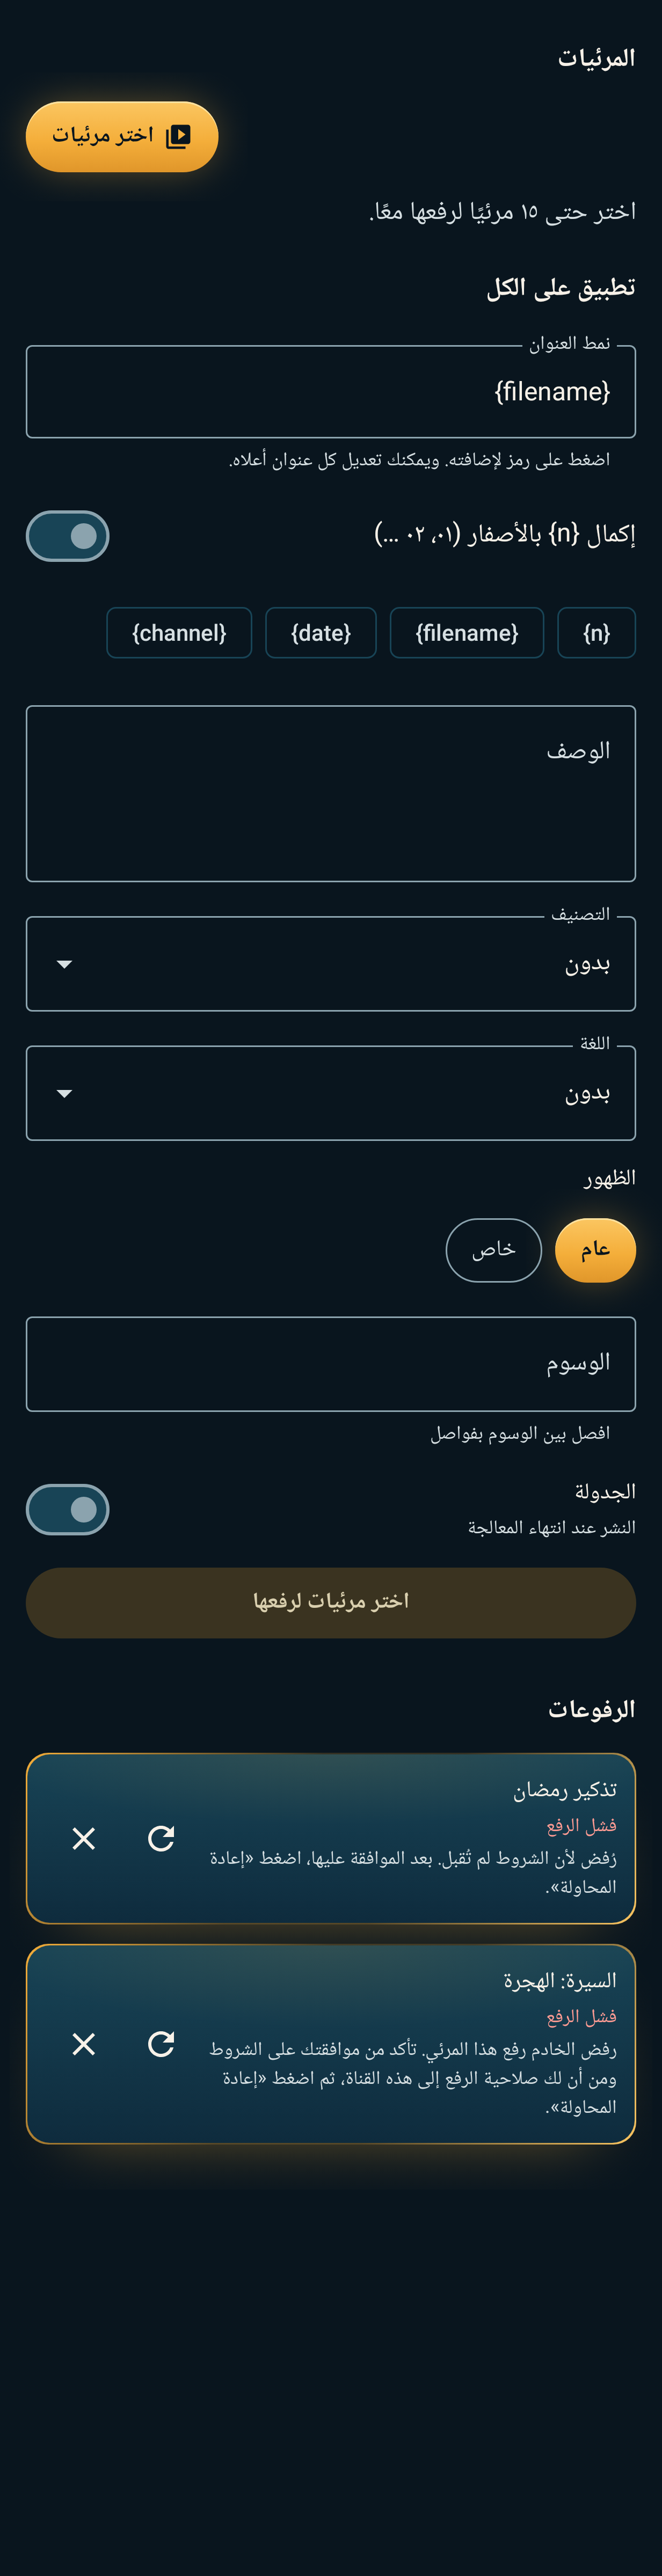 المرئيات
اختر مرئيات
اختر حتى ١٥ مرئيًا لرفعها معًا.
تطبيق على الكل
نمط العنوان
{filename}
اضغط على رمز لإضافته. ويمكنك تعديل كل عنوان أعلاه.
إكمال {n} بالأصفار (٠١، ٠٢ ...)
{n} {filename} {date} {channel}
الوصف
التصنيف
بدون
اللغة
بدون
الظهور
عام خاص
الوسوم
افصل بين الوسوم بفواصل
الجدولة
النشر عند انتهاء المعالجة
اختر مرئيات لرفعها
الرفوعات
تذكير رمضان
فشل الرفع
رُفض لأن الشروط لم تُقبل. بعد الموافقة عليها، اضغط «إعادة
المحاولة».
السيرة: الهجرة
فشل الرفع
رفض الخادم رفع هذا المرئي. تأكد من موافقتك على الشروط
ومن أن لك صلاحية الرفع إلى هذه القناة، ثم اضغط «إعادة
المحاولة».